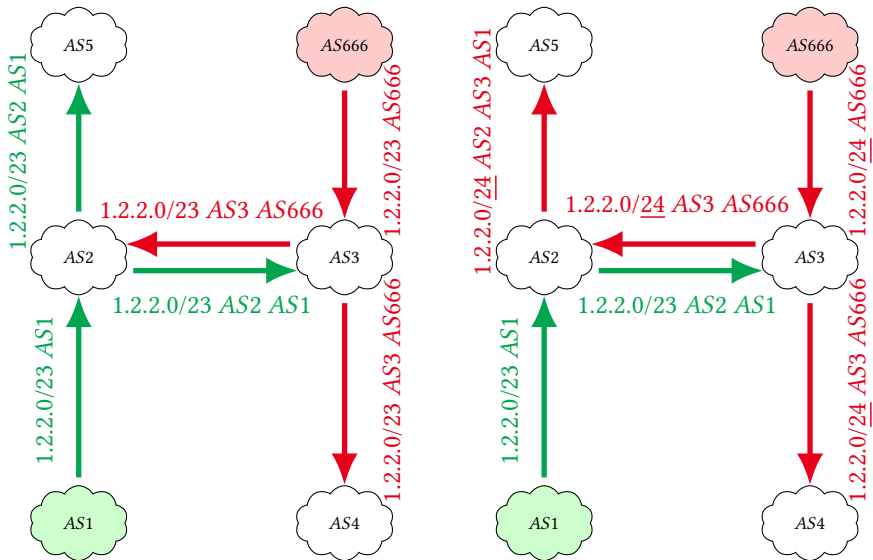 AS5
AS666
1.2.2.0/23 AS2 AS1
1.2.2.0/23 AS666
1.2.2.0/23 AS3 AS666
AS2
AS3
1.2.2.0/23 AS2 AS1
1.2.2.0/23 AS1
1.2.2.0/23 AS3 AS666
AS1
AS4
AS5
AS666
1.2.2.0/24 AS2 AS3 AS1
1.2.2.0/24 AS666
1.2.2.0/24 AS3 AS666
AS2
AS3
1.2.2.0/23 AS2 AS1
1.2.2.0/23 AS1
1.2.2.0/24 AS3 AS666
AS1
AS4